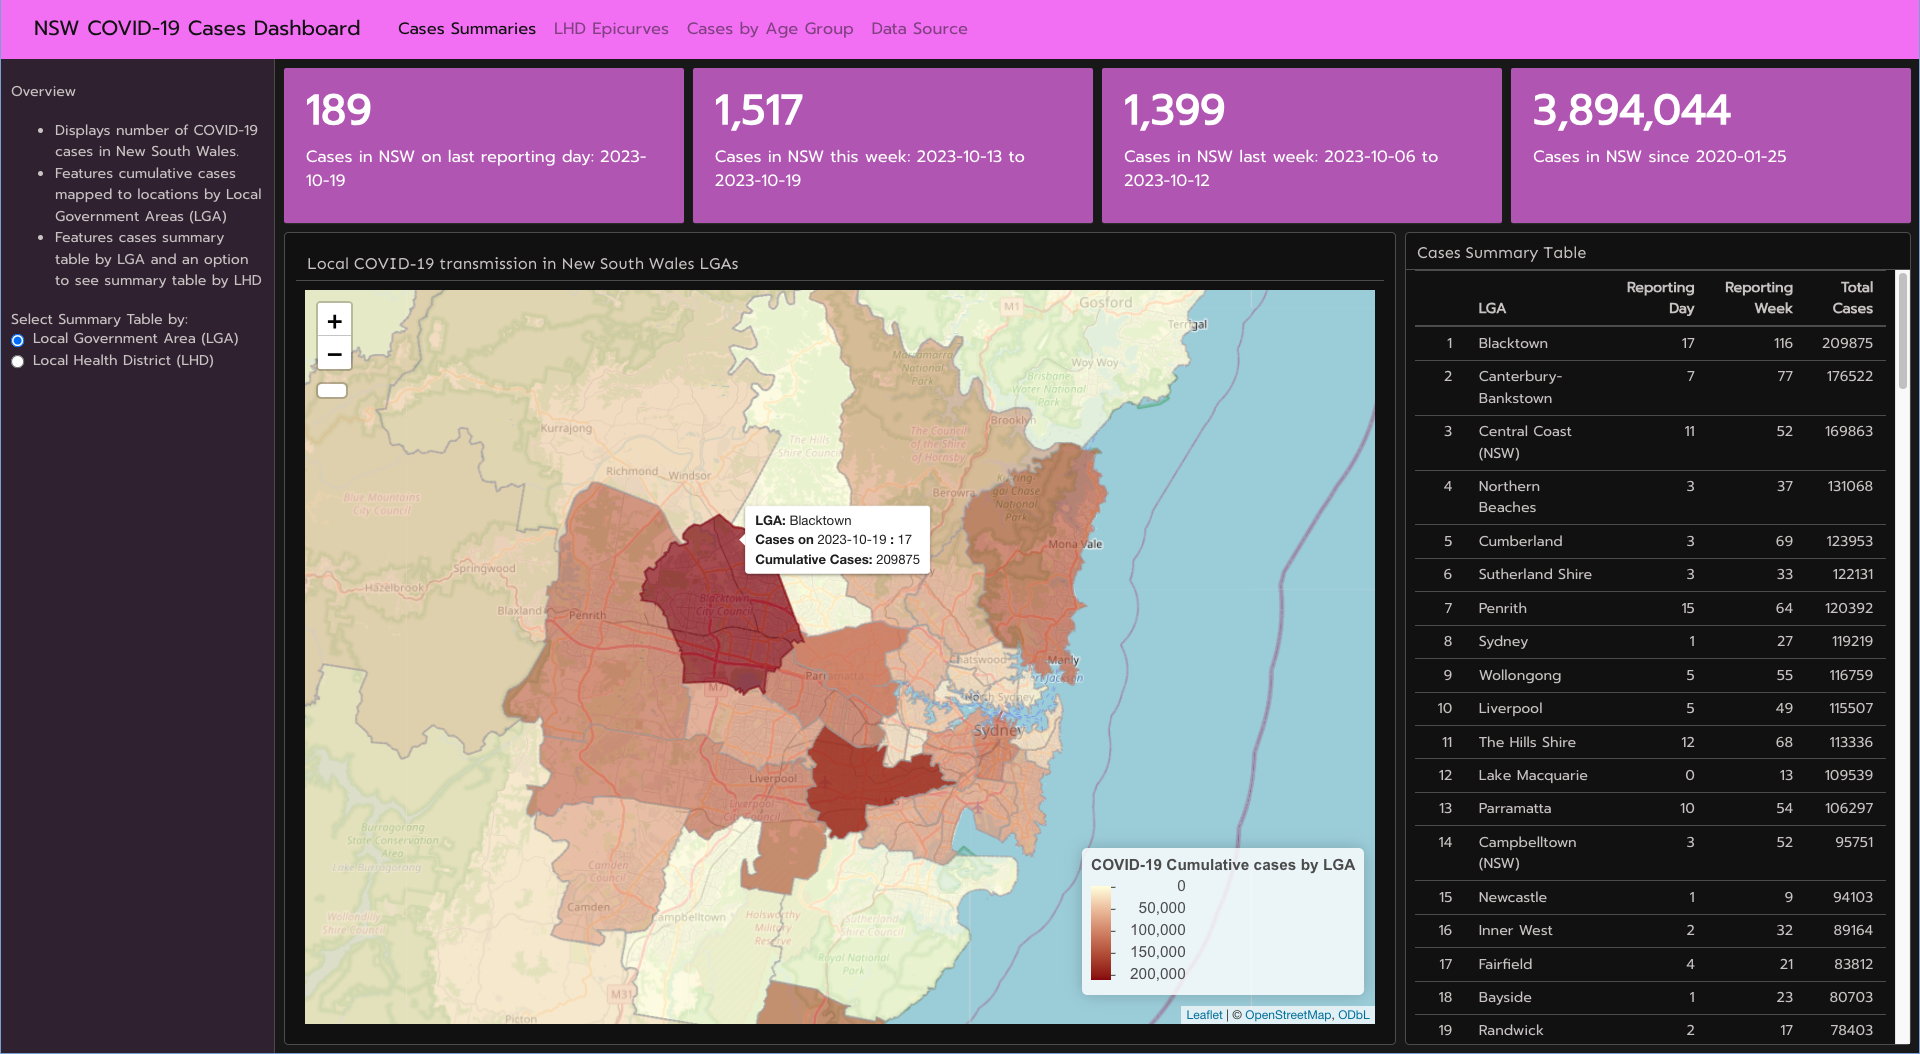 NSW COVID-19 Cases Dashboard
Cases Summaries
LHD Epicurves
Cases by Age Group
Data Source
Overview
• Displays number of COVID-19
cases in New South Wales.
• Features cumulative cases
mapped to locations by Local
Government Areas (LGA)
• Features cases summary
table by LGA and an option
to see summary table by LHD
Select Summary Table by:
Local Government Area (LGA)
Local Health District (LHD)
189
Cases in NSW on last reporting day: 2023-
10-19
1,517
Cases in NSW this week: 2023-10-13 to
2023-10-19
1,399
Cases in NSW last week: 2023-10-06 to
2023-10-12
3,894,044
Cases in NSW since 2020-01-25
Local COVID-19 transmission in New South Wales LGAs
+
−
M1
Gosford
Terrigal
Woy Woy
National
Park
Brisbane
Water National
Park
Brooklyn
Kurrajong
The Hills
Shire Council
The Council
of the Shire
of Hornsby
Richmond
Windsor
Blue Mountains
City Council
Berowra
gai Chase
National
Park
LGA: Blacktown
Cases on 2023-10-19 : 17
Cumulative Cases: 209875
Mona Vale
Springwood
Hazelbrook
Blaxland
Penrith
Blacktown
City Council
Chatswood
Manly
M7
North Sydney
Sydney
Liverpool
Liverpool
City Council
Burragorang
State Conservation
Area
Lake Burragorang
Camden
Council
Camden
Campbelltown
Holsworthy
Military
Reserve
Sutherland
Shire Council
Wollondilly
Shire Council
Royal National
Park
M31
Picton
COVID-19 Cumulative cases by LGA
0
50,000
100,000
150,000
200,000
Leaflet | © OpenStreetMap, ODbL
Cases Summary Table
LGA Reporting Day Reporting Week Total Cases
1 Blacktown 17 116 209875
2 Canterbury-
Bankstown 7 77 176522
3 Central Coast
(NSW) 11 52 169863
4 Northern
Beaches 3 37 131068
5 Cumberland 3 69 123953
6 Sutherland Shire 3 33 122131
7 Penrith 15 64 120392
8 Sydney 1 27 119219
9 Wollongong 5 55 116759
10 Liverpool 5 49 115507
11 The Hills Shire 12 68 113336
12 Lake Macquarie 0 13 109539
13 Parramatta 10 54 106297
14 Campbelltown
(NSW) 3 52 95751
15 Newcastle 1 9 94103
16 Inner West 2 32 89164
17 Fairfield 4 21 83812
18 Bayside 1 23 80703
19 Randwick 2 17 78403